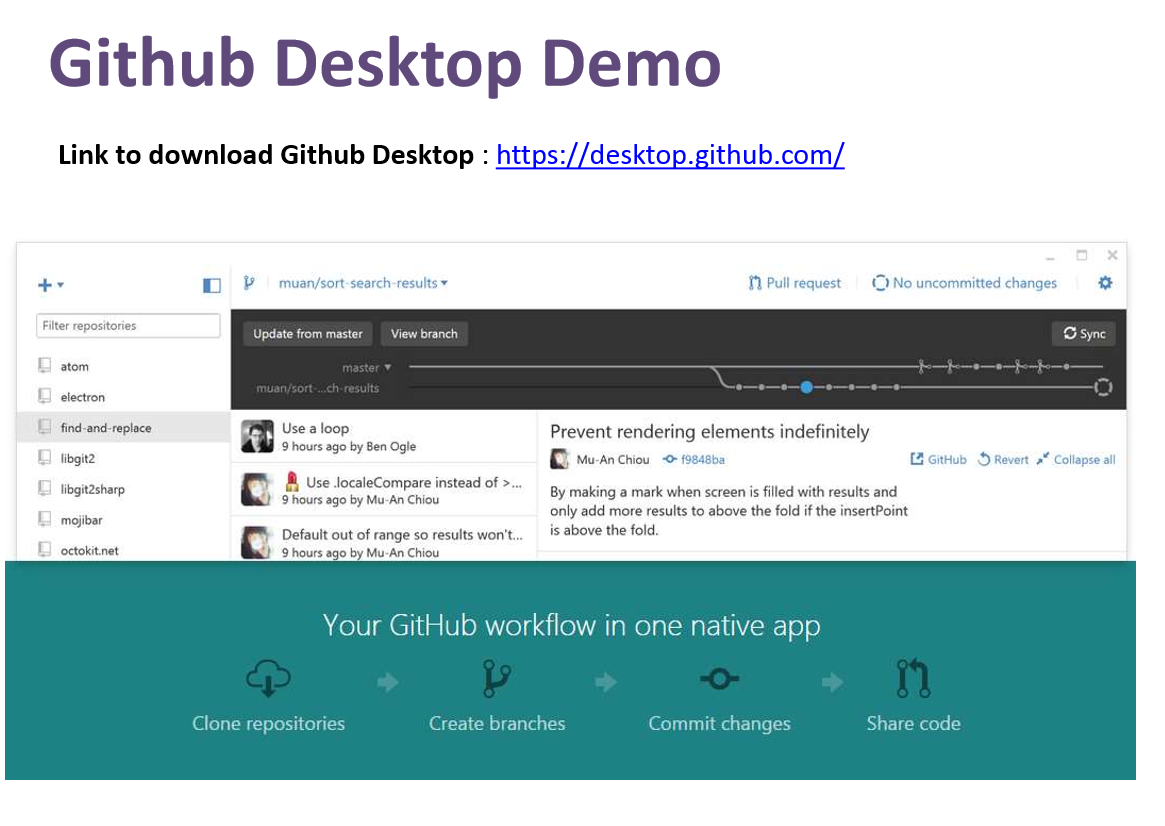 Github Desktop Demo
Link to download Github Desktop : https://desktop.github.com/
muan/sort-search-results
Pull request
No uncommitted changes
Filter repositories
Update from master
View branch
Sync
master
muan/sort-...ch-results
atom
electron
find-and-replace
libgit2
libgit2sharp
mojibar
octokit.net
Use a loop
9 hours ago by Ben Ogle
Use .localeCompare instead of >...
9 hours ago by Mu-An Chiou
Default out of range so results won't...
9 hours ago by Mu-An Chiou
Prevent rendering elements indefinitely
Mu-An Chiou f9848ba
GitHub Revert Collapse all
By making a mark when screen is filled with results and
only add more results to above the fold if the insertPoint
is above the fold.
Your GitHub workflow in one native app
Clone repositories
Create branches
Commit changes
Share code